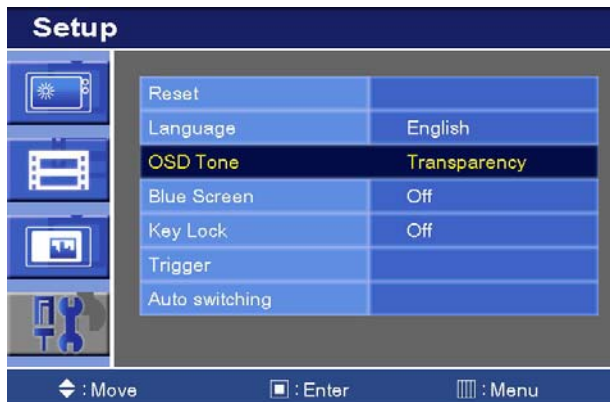 Setup
Reset
Language English
OSD Tone Transparency
Blue Screen Off
Key Lock Off
Trigger
Auto switching
: Move : Enter : Menu